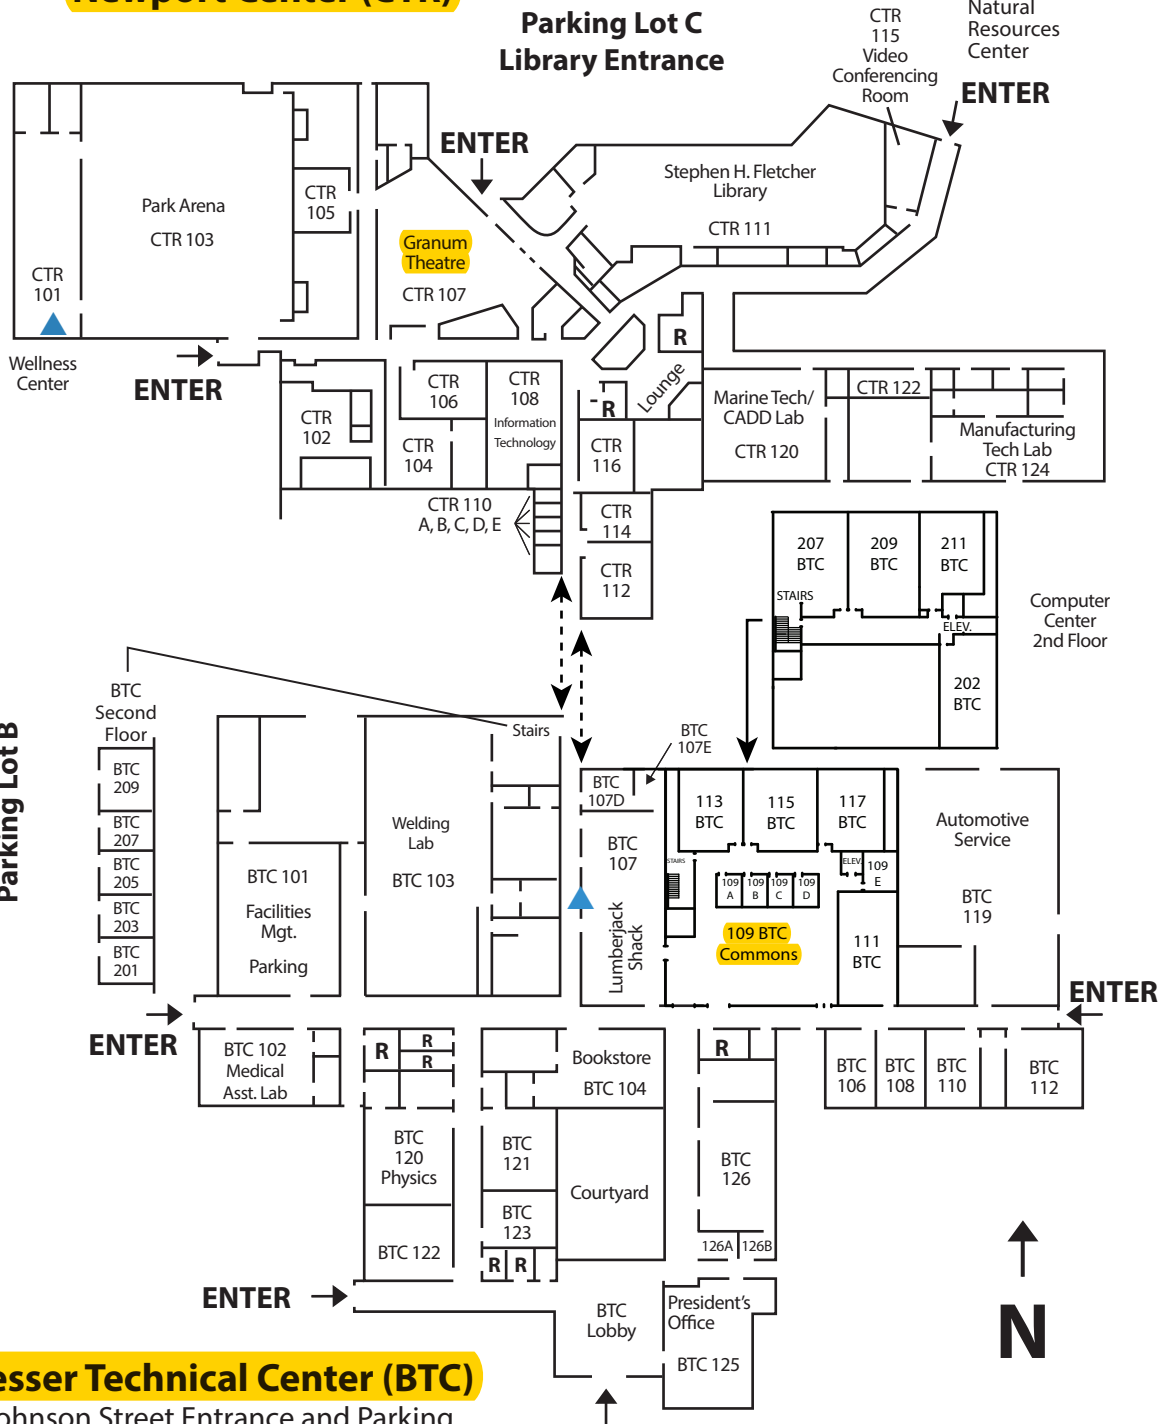 Newport Center (CTR)
Parking Lot C
Library Entrance
CTR
115
Video
Conferencing
Room
Natural
Resources
Center
ENTER
ENTER
Stephen H. Fletcher
Library
CTR 111
Park Arena
CTR 103
CTR
105
CTR
101
Granum
Theatre
CTR 107
Wellness
Center
ENTER
R
Lounge
R
CTR
102
CTR
106
CTR
104
CTR
108
Information
Technology
CTR
116
Marine Tech/
CADD Lab
CTR 120
CTR 122
Manufacturing
Tech Lab
CTR 124
CTR 110
A, B, C, D, E
CTR
114
CTR
112
207
BTC
209
BTC
211
BTC
STAIRS
ELEV.
202
BTC
Computer
Center
2nd Floor
BTC
Second
Floor
Stairs
Parking Lot B
BTC
209
BTC
207
BTC
205
BTC
203
BTC
201
BTC 101
Facilities
Mgt.
Parking
Welding
Lab
BTC 103
BTC
107E
BTC
107D
BTC
107
Lumberjack
Shack
113
BTC
115
BTC
117
BTC
STAIRS
ELEV.
109
E
109
A
109
B
109
C
109
D
109 BTC
Commons
111
BTC
Automotive
Service
BTC
119
ENTER
ENTER
BTC 102
Medical
Asst. Lab
R
R
R
Bookstore
BTC 104
R
BTC
106
BTC
108
BTC
110
BTC
112
BTC
120
Physics
BTC
121
BTC
123
Courtyard
BTC
126
126A
126B
BTC 122
R
R
ENTER
BTC
Lobby
President's
Office
BTC 125
N
esser Technical Center (BTC)
ohnson Street Entrance and Parking